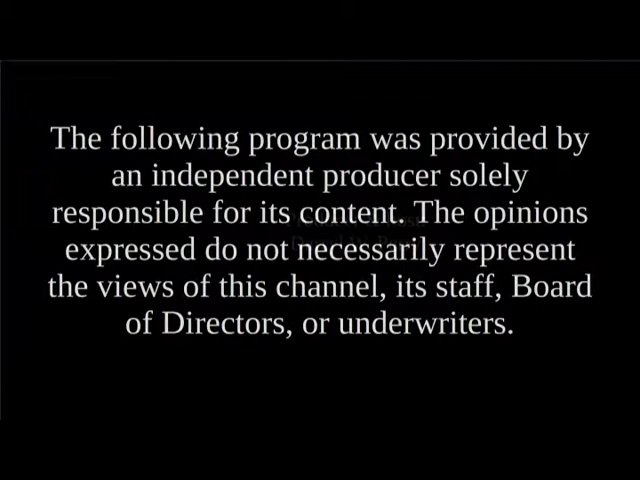 The following program was provided by
an independent producer solely
responsible for its content. The opinions
expressed do not necessarily represent
the views of this channel, its staff, Board
of Directors, or underwriters.